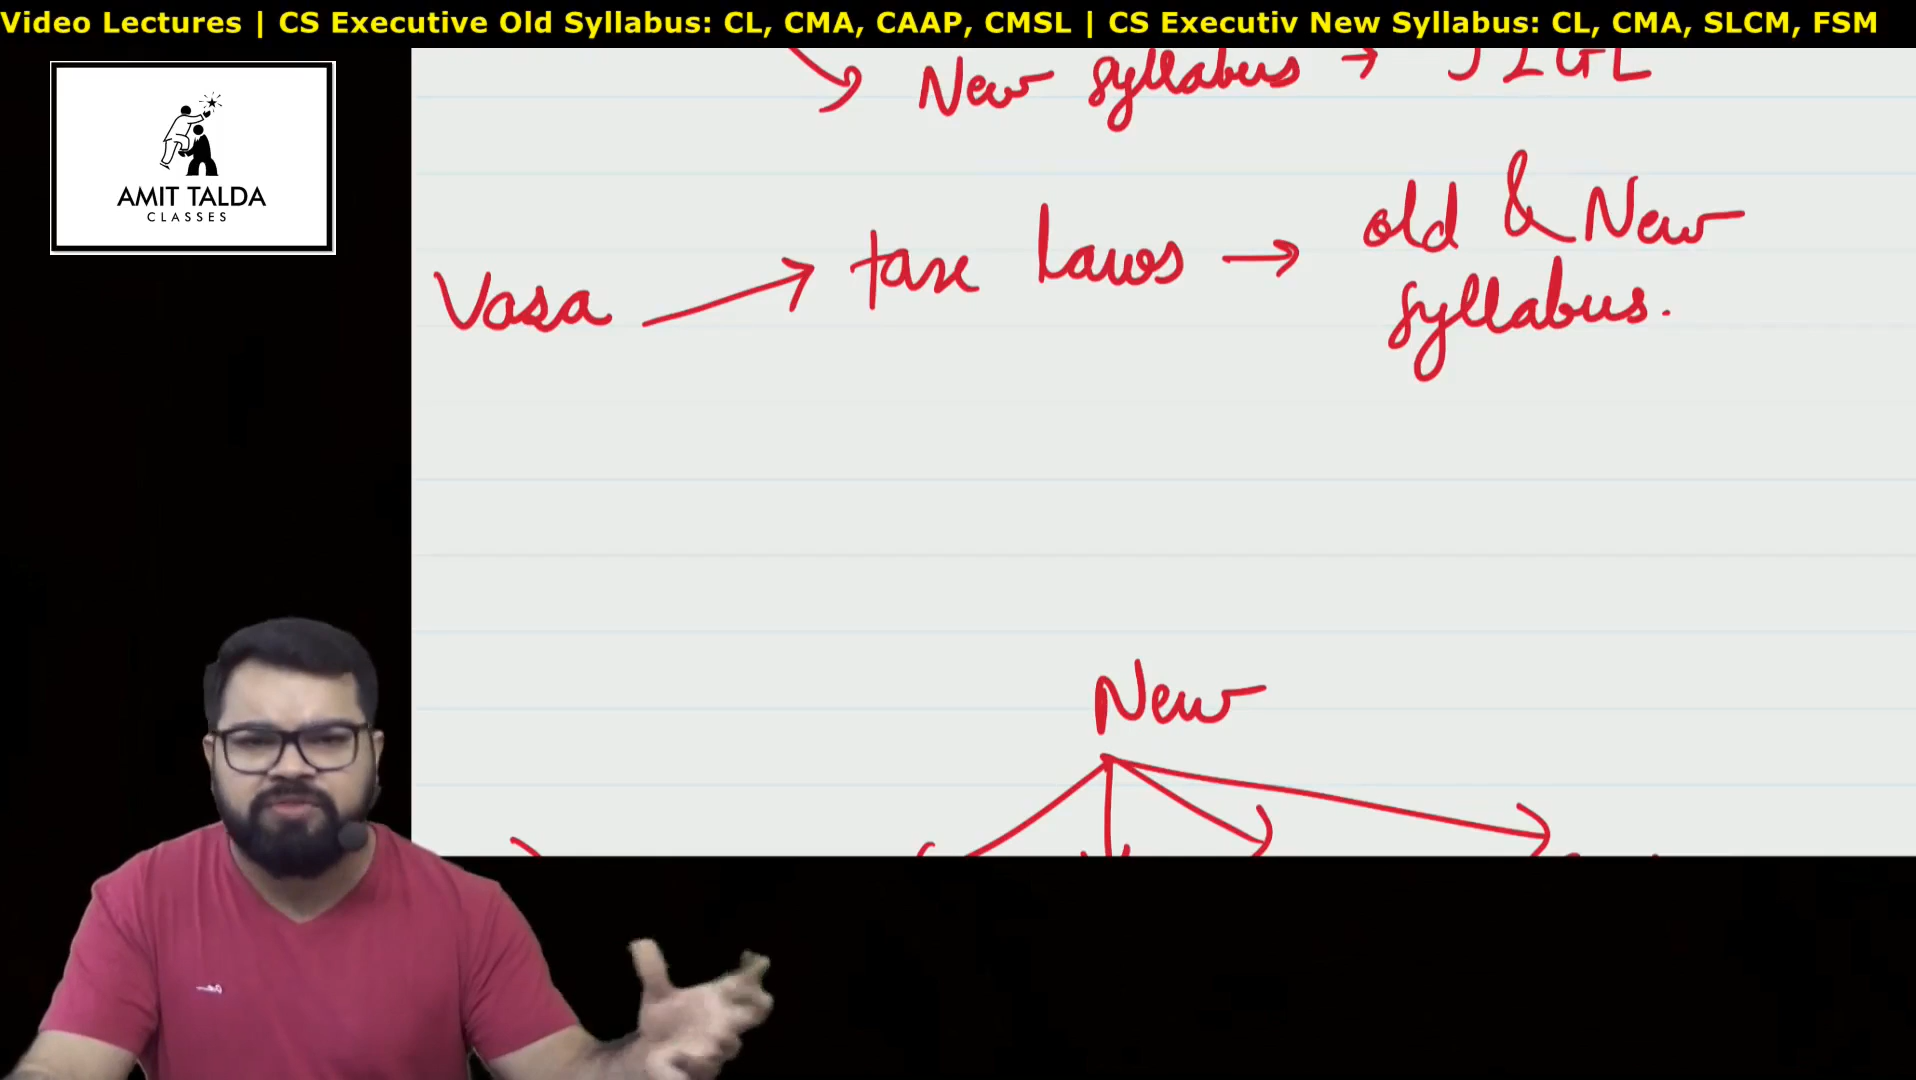 Video Lectures | CS Executive Old Syllabus: CL, CMA, CAAP, CMSL | CS Executiv New Syllabus: CL, CMA, SLCM, FSM
AMIT TALDA
CLASSES
New syllabus → JIGL
Vasa → tax Laws → old & New
syllabus.
New